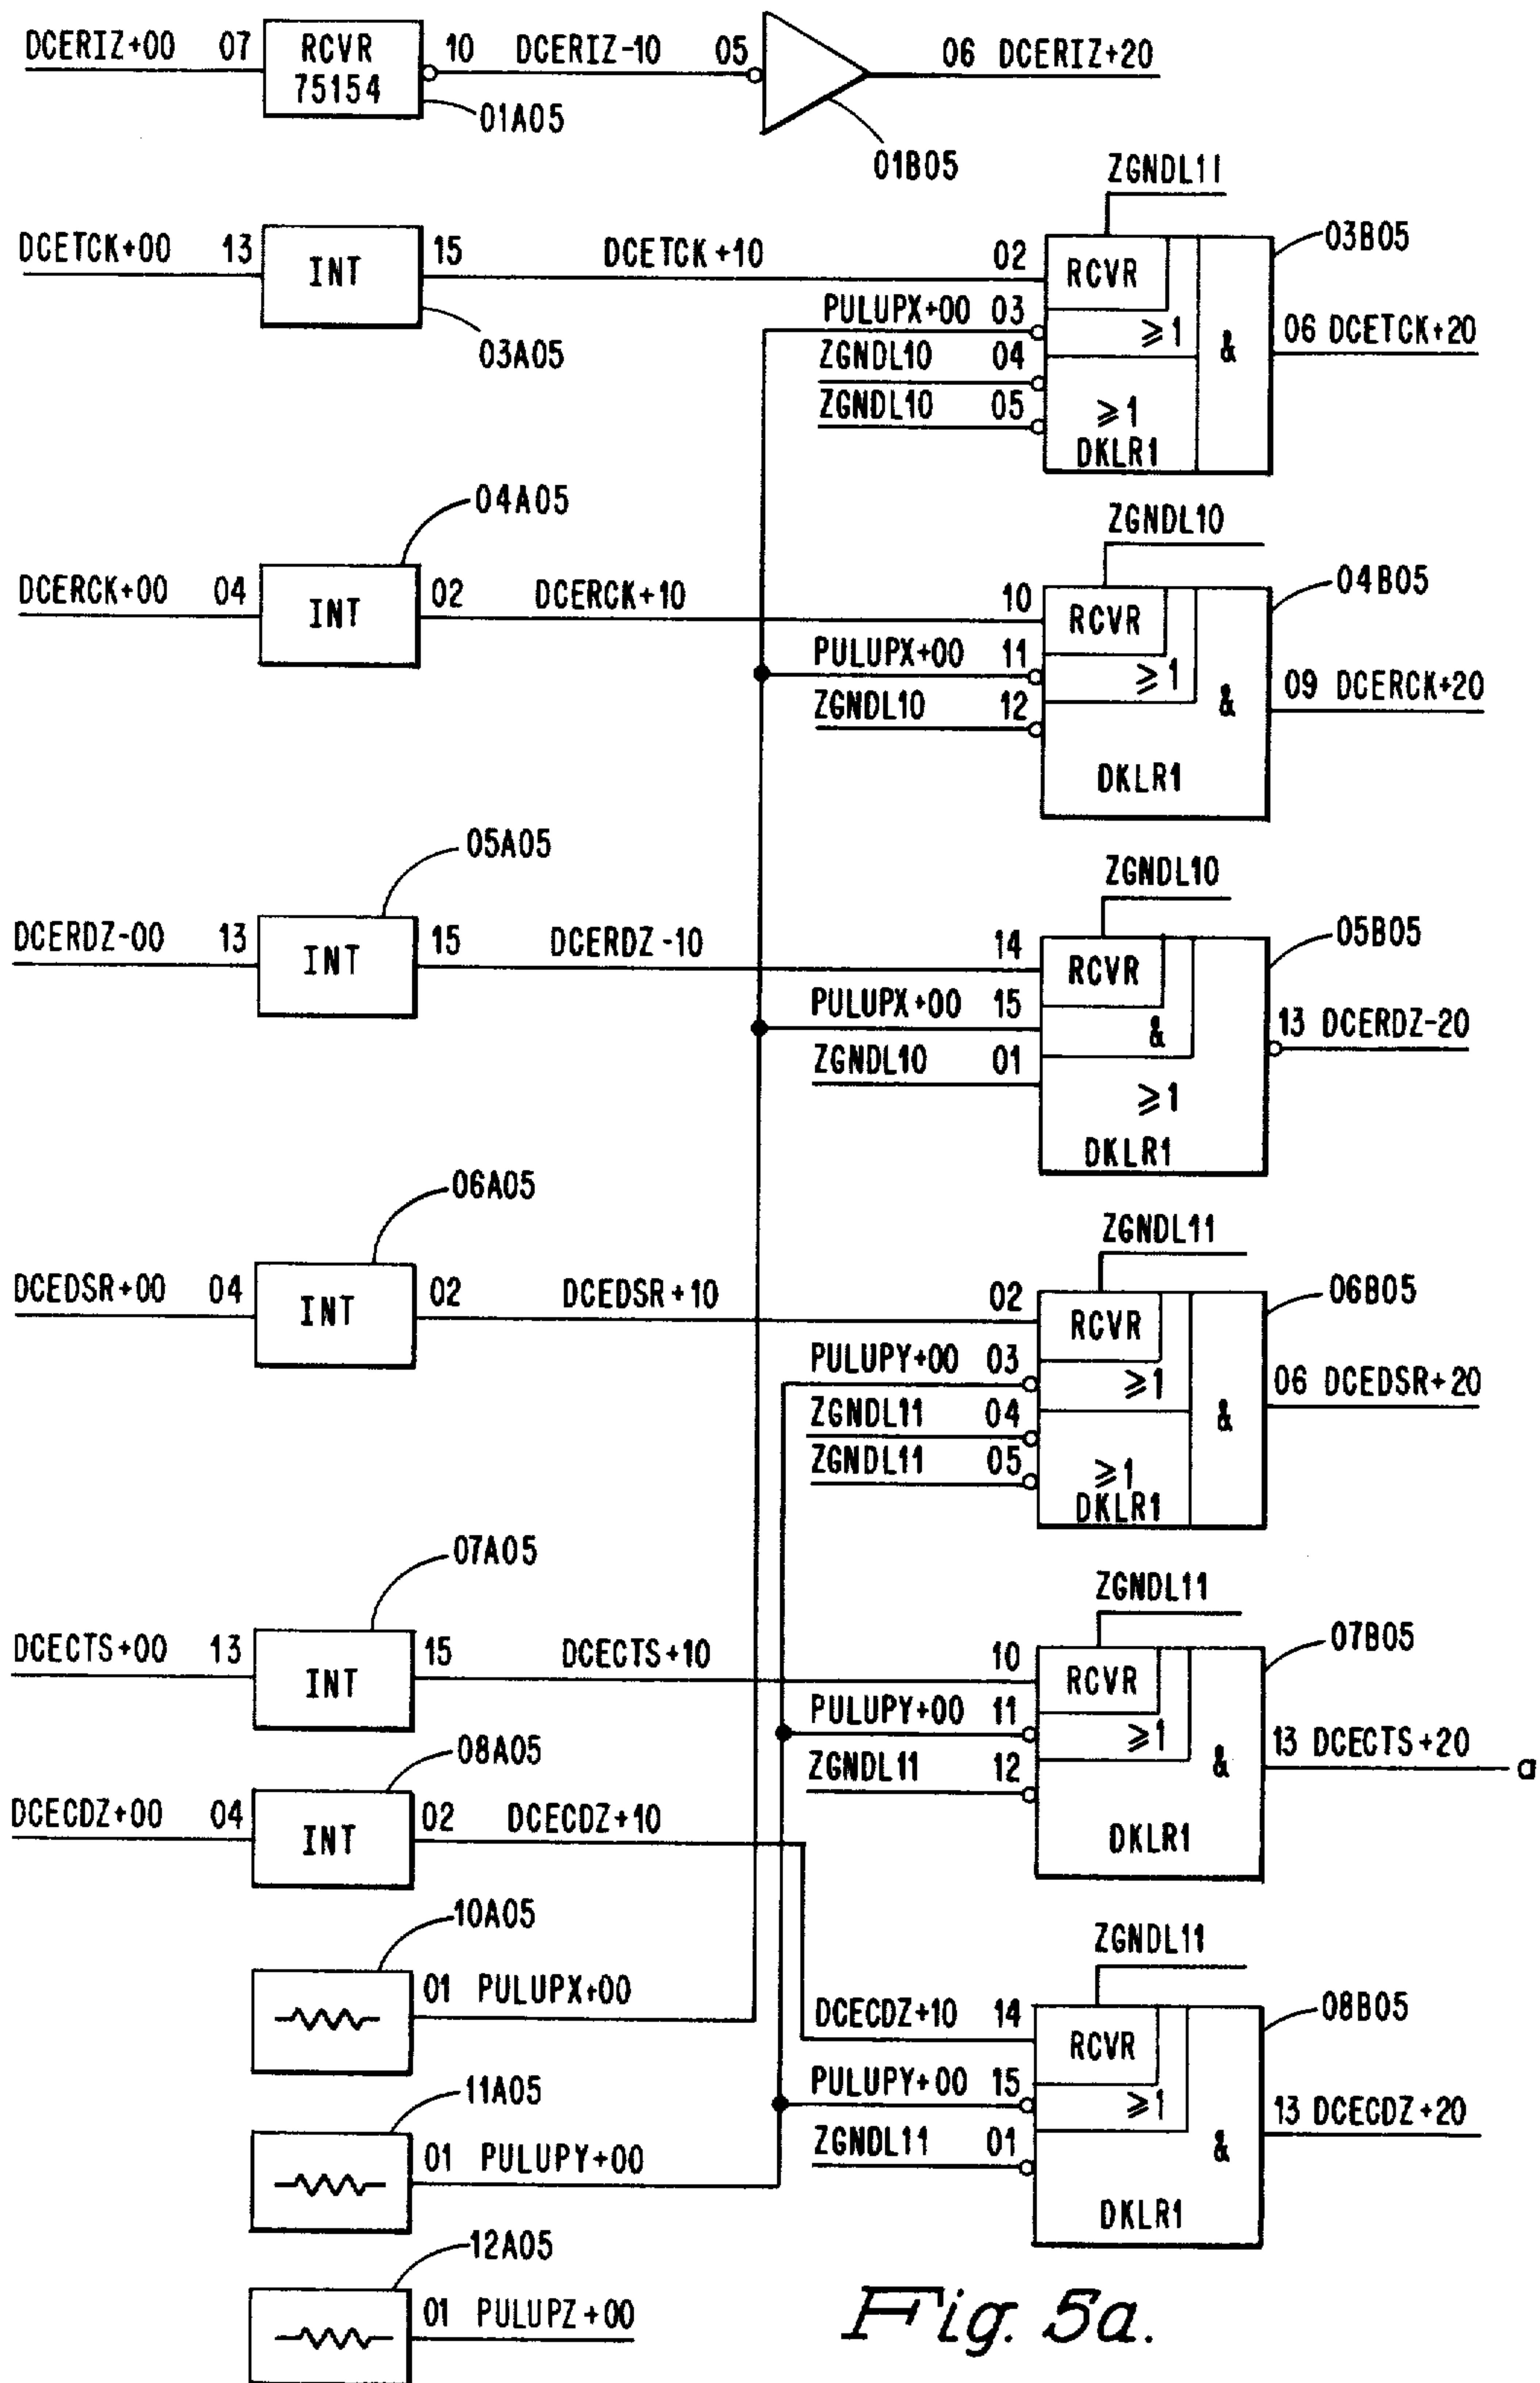 DCERIZ+00 07 RCVR 75154 10 DCERIZ-10 05 06 DCERIZ+20
01A05
01B05
ZGNDL11
DCETCK+00 13 INT 15 DCETCK+10 02 RCVR 03B05
03A05
PULUPX+00 03 ≥1
ZGNDL10 04 & 06 DCETCK+20
ZGNDL10 05 ≥1
DKLR1
04A05
ZGNDL10
DCERCK+00 04 INT 02 DCERCK+10 10 RCVR 04B05
PULUPX+00 11 ≥1
ZGNDL10 12 & 09 DCERCK+20
DKLR1
05A05
ZGNDL10
DCERDZ-00 13 INT 15 DCERDZ-10 14 RCVR 05B05
PULUPX+00 15 & 13 DCERDZ-20
ZGNDL10 01
≥1
DKLR1
06A05
ZGNDL11
DCEDSR+00 04 INT 02 DCEDSR+10 02 RCVR 06B05
PULUPY+00 03 ≥1
ZGNDL11 04 & 06 DCEDSR+20
ZGNDL11 05 ≥1
DKLR1
07A05
ZGNDL11
DCECTS+00 13 INT 15 DCECTS+10 10 RCVR 07B05
PULUPY+00 11 ≥1
ZGNDL11 12 & 13 DCECTS+20 a
DKLR1
08A05
DCECDZ+00 04 INT 02 DCECDZ+10
10A05
ZGNDL11
01 PULUPX+00
DCECDZ+10 14 RCVR 08B05
PULUPY+00 15 ≥1
ZGNDL11 01 & 13 DCECDZ+20
DKLR1
11A05
01 PULUPY+00
12A05
01 PULUPZ+00
Fig. 5a.